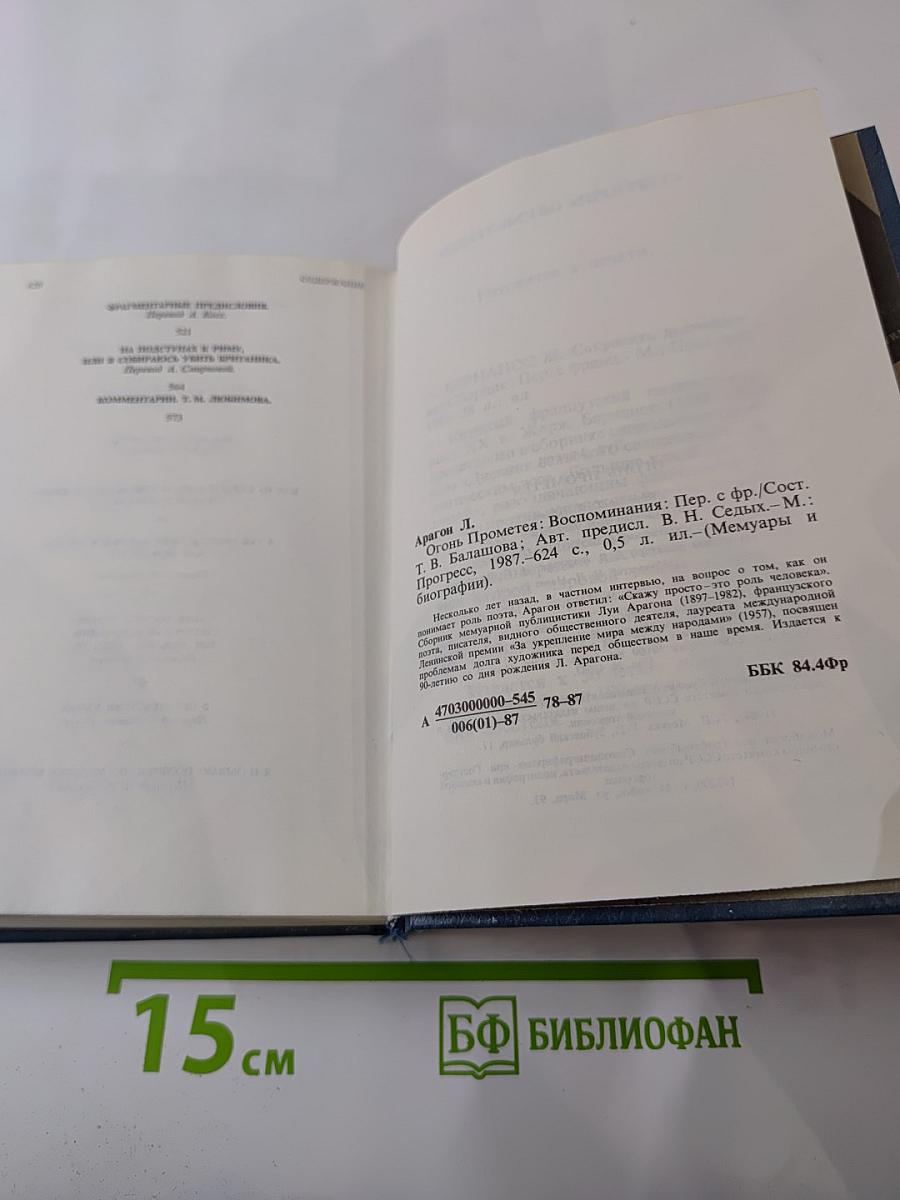 СОДЕРЖАНИЕ
ФРАГМЕНТАРНЫЕ ПРЕДИСЛОВИЯ.
Перевод А. Косс.
521
НА ПОДСТУПАХ К РИМУ,
ИЛИ Я СОБИРАЮСЬ УБИТЬ БРИТАНИКА.
Перевод А. Смирновой.
564
КОММЕНТАРИИ. Т. М. ЛЮБИМОВА.
573
Арагон Л.
Огонь Прометея: Воспоминания: Пер. с фр./Сост.
Т. В. Балашова; Авт. предисл. В. Н. Седых.–М.:
Прогресс, 1987.–624 с., 0,5 л. ил.–(Мемуары и
биографии).
Несколько лет назад, в частном интервью, на вопрос о том, как он
понимает роль поэта, Арагон ответил: «Скажу просто–это роль человека».
Сборник мемуарной публицистики Луи Арагона (1897–1982), французского
поэта, писателя, видного общественного деятеля, лауреата международной
Ленинской премии «За укрепление мира между народами» (1957), посвящен
проблемам долга художника перед обществом в наше время. Издается к
90-летию со дня рождения Л. Арагона.
А 4703000000–545 78–87
006(01)–87
ББК 84.4Фр
15 см
БФ БИБЛИОФАН